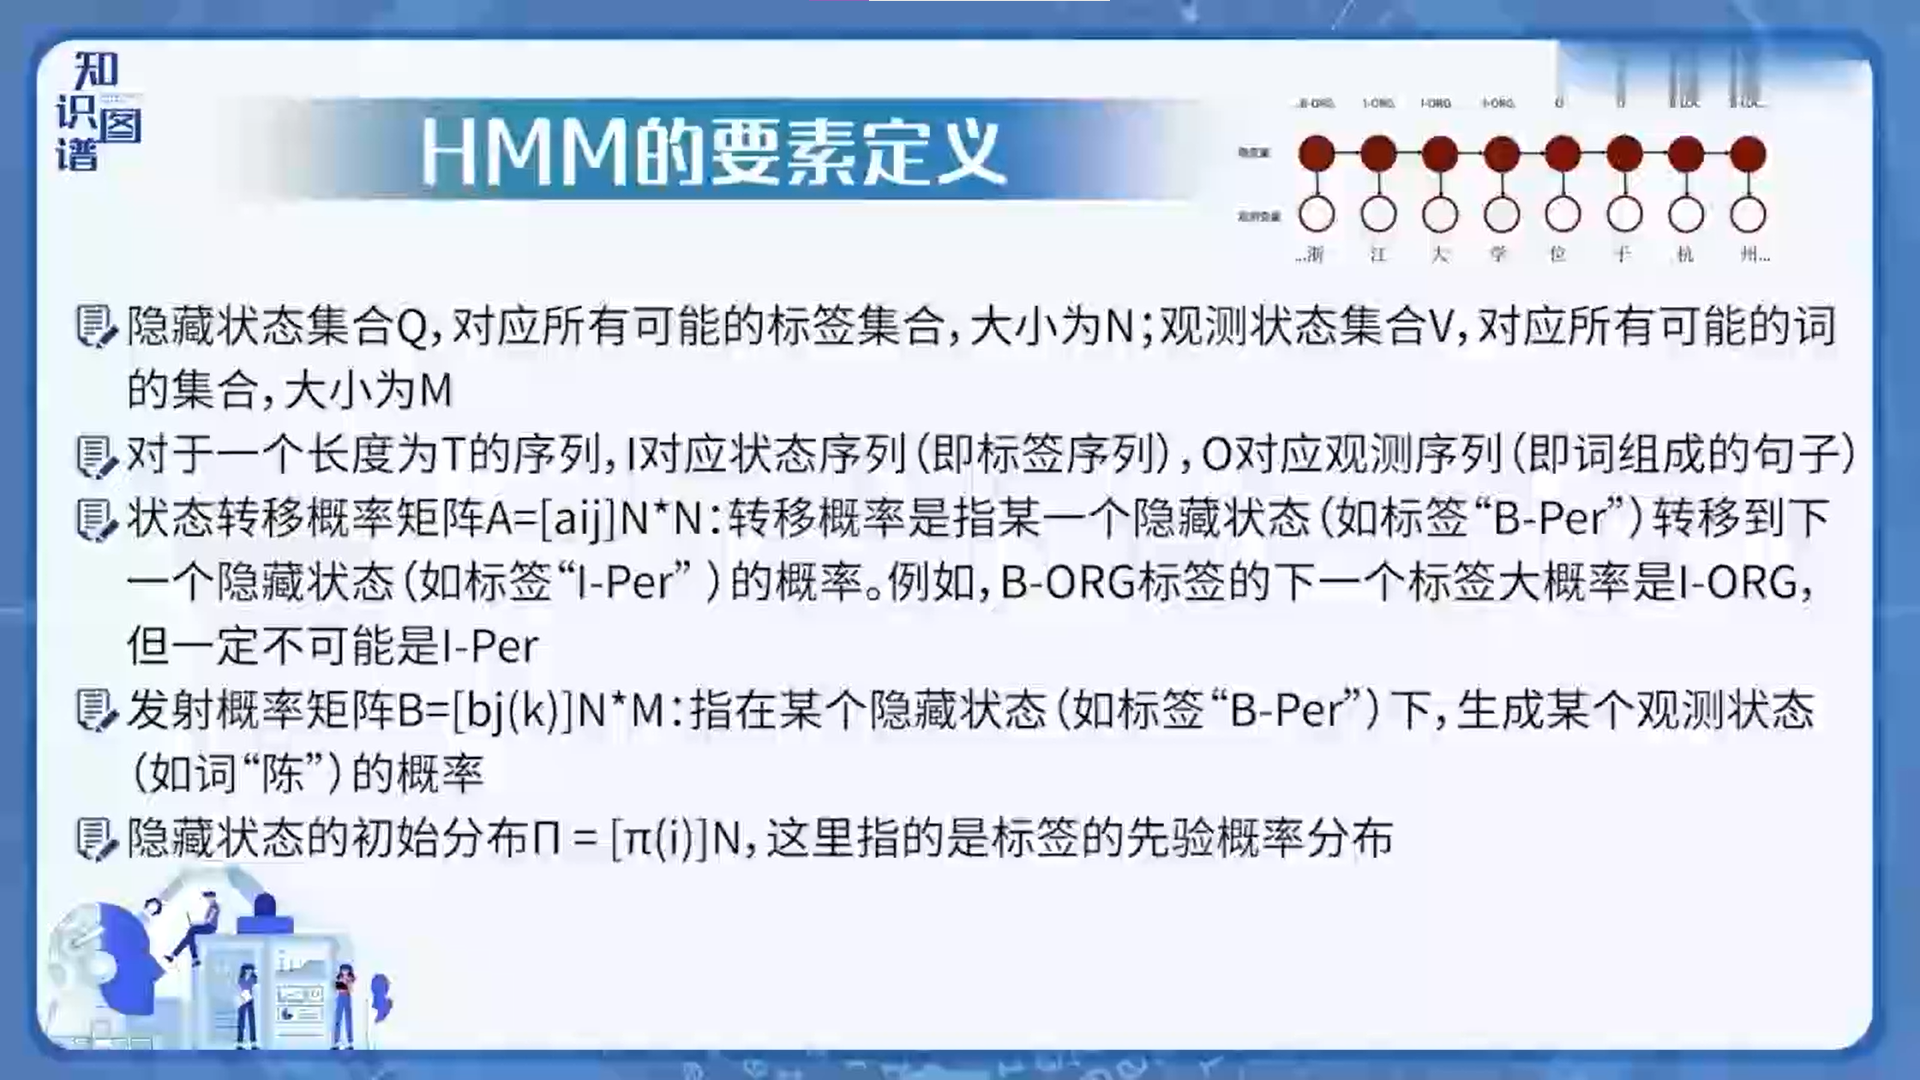 知
识图
谱
HMM的要素定义
B-ORG I-ORG I-ORG I-ORG O O B-LOC
隐变量
观测变量
...浙 江 大 学 位 于 杭 州...
隐藏状态集合Q，对应所有可能的标签集合，大小为N；观测状态集合V，对应所有可能的词
的集合，大小为M
对于一个长度为T的序列，I对应状态序列（即标签序列），O对应观测序列（即词组成的句子）
状态转移概率矩阵A=[aij]N*N：转移概率是指某一个隐藏状态（如标签“B-Per”）转移到下
一个隐藏状态（如标签“I-Per” ）的概率。例如，B-ORG标签的下一个标签大概率是I-ORG，
但一定不可能是I-Per
发射概率矩阵B=[bj(k)]N*M：指在某个隐藏状态（如标签“B-Per”）下，生成某个观测状态
（如词“陈”）的概率
隐藏状态的初始分布Π = [π(i)]N，这里指的是标签的先验概率分布